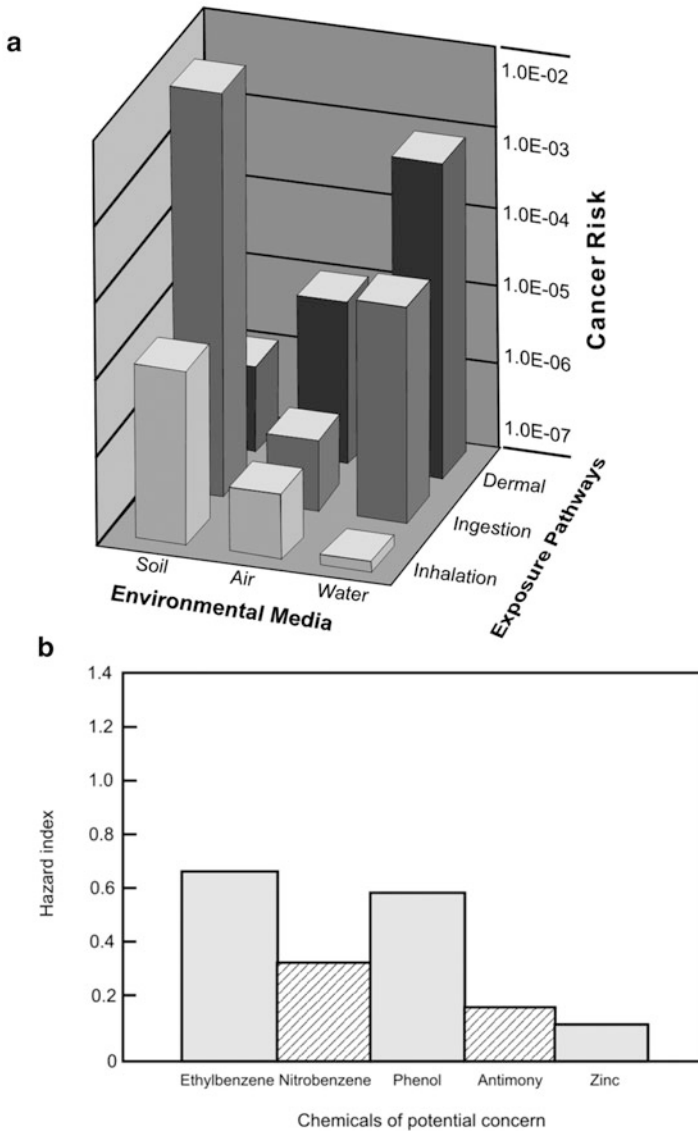 a
1.0E-02
1.0E-03
1.0E-04
1.0E-05
1.0E-06
1.0E-07
Cancer Risk
Dermal
Ingestion
Inhalation
Exposure Pathways
Soil
Air
Water
Environmental Media
b
1.4
1.2
1.0
0.8
0.6
0.4
0.2
0
Hazard index
Ethylbenzene Nitrobenzene Phenol Antimony Zinc
Chemicals of potential concern